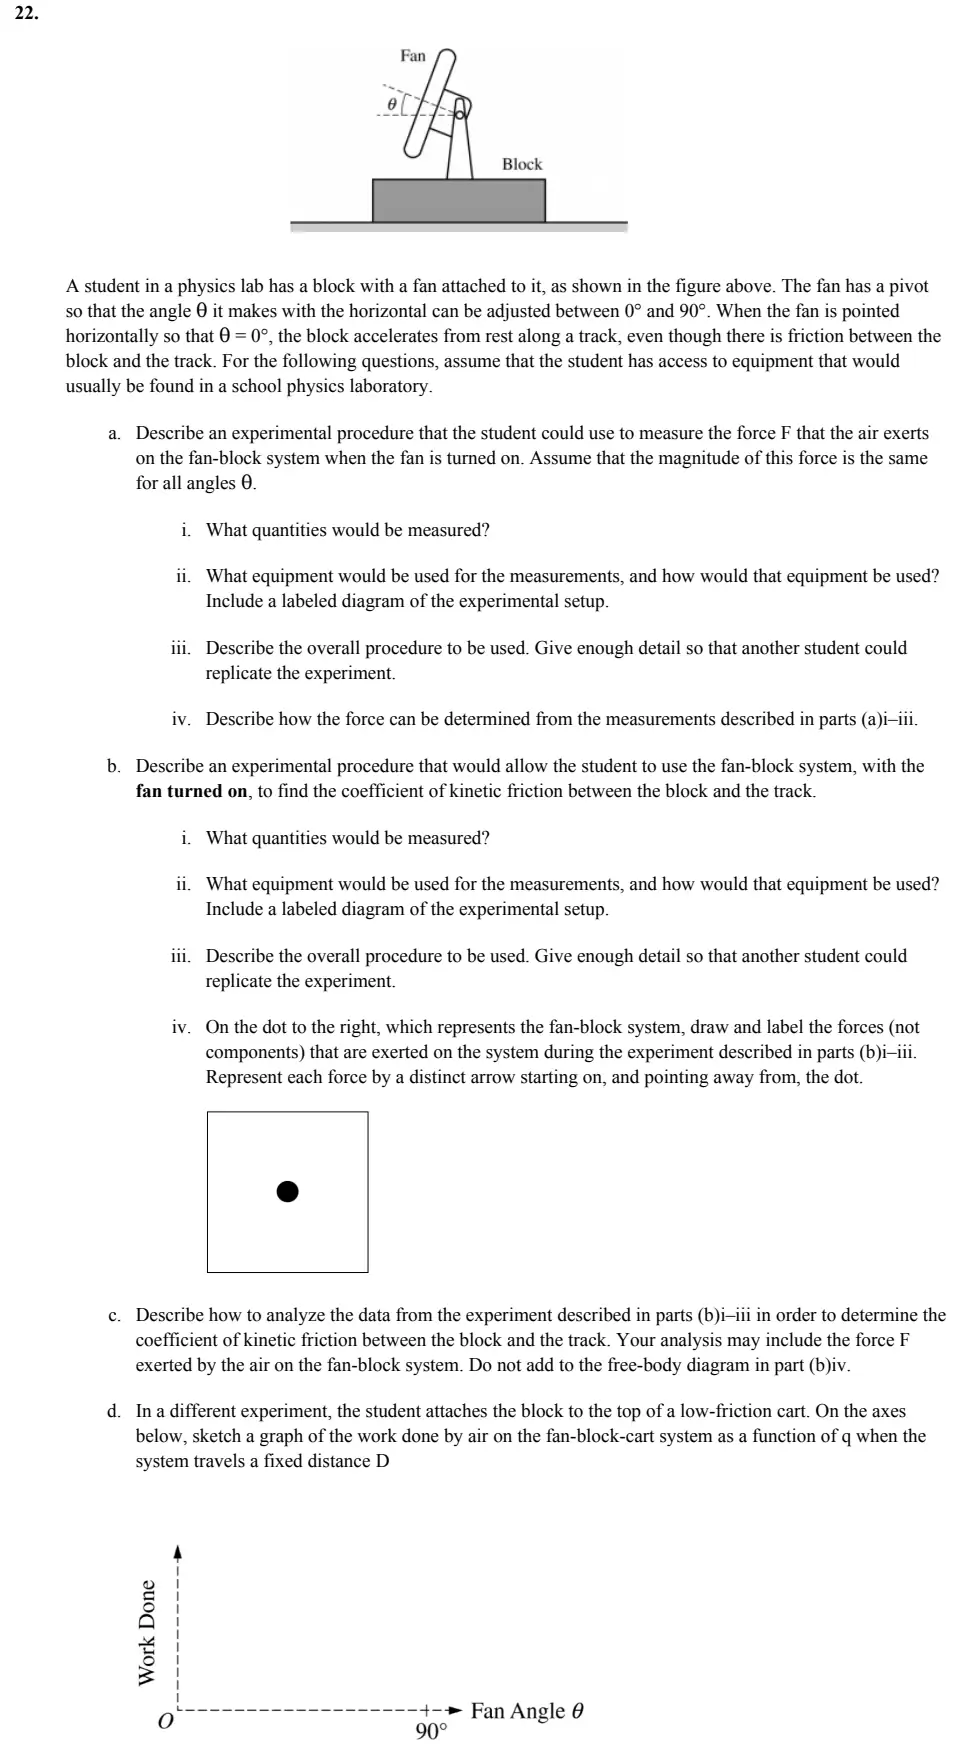 22.
Fan
θ
Block
A student in a physics lab has a block with a fan attached to it, as shown in the figure above. The fan has a pivot
so that the angle θ it makes with the horizontal can be adjusted between 0° and 90°. When the fan is pointed
horizontally so that θ = 0°, the block accelerates from rest along a track, even though there is friction between the
block and the track. For the following questions, assume that the student has access to equipment that would
usually be found in a school physics laboratory.
a. Describe an experimental procedure that the student could use to measure the force F that the air exerts
on the fan-block system when the fan is turned on. Assume that the magnitude of this force is the same
for all angles θ.
i. What quantities would be measured?
ii. What equipment would be used for the measurements, and how would that equipment be used?
Include a labeled diagram of the experimental setup.
iii. Describe the overall procedure to be used. Give enough detail so that another student could
replicate the experiment.
iv. Describe how the force can be determined from the measurements described in parts (a)i–iii.
b. Describe an experimental procedure that would allow the student to use the fan-block system, with the
fan turned on, to find the coefficient of kinetic friction between the block and the track.
i. What quantities would be measured?
ii. What equipment would be used for the measurements, and how would that equipment be used?
Include a labeled diagram of the experimental setup.
iii. Describe the overall procedure to be used. Give enough detail so that another student could
replicate the experiment.
iv. On the dot to the right, which represents the fan-block system, draw and label the forces (not
components) that are exerted on the system during the experiment described in parts (b)i–iii.
Represent each force by a distinct arrow starting on, and pointing away from, the dot.
c. Describe how to analyze the data from the experiment described in parts (b)i–iii in order to determine the
coefficient of kinetic friction between the block and the track. Your analysis may include the force F
exerted by the air on the fan-block system. Do not add to the free-body diagram in part (b)iv.
d. In a different experiment, the student attaches the block to the top of a low-friction cart. On the axes
below, sketch a graph of the work done by air on the fan-block-cart system as a function of q when the
system travels a fixed distance D
Work Done
O
90°
Fan Angle θ